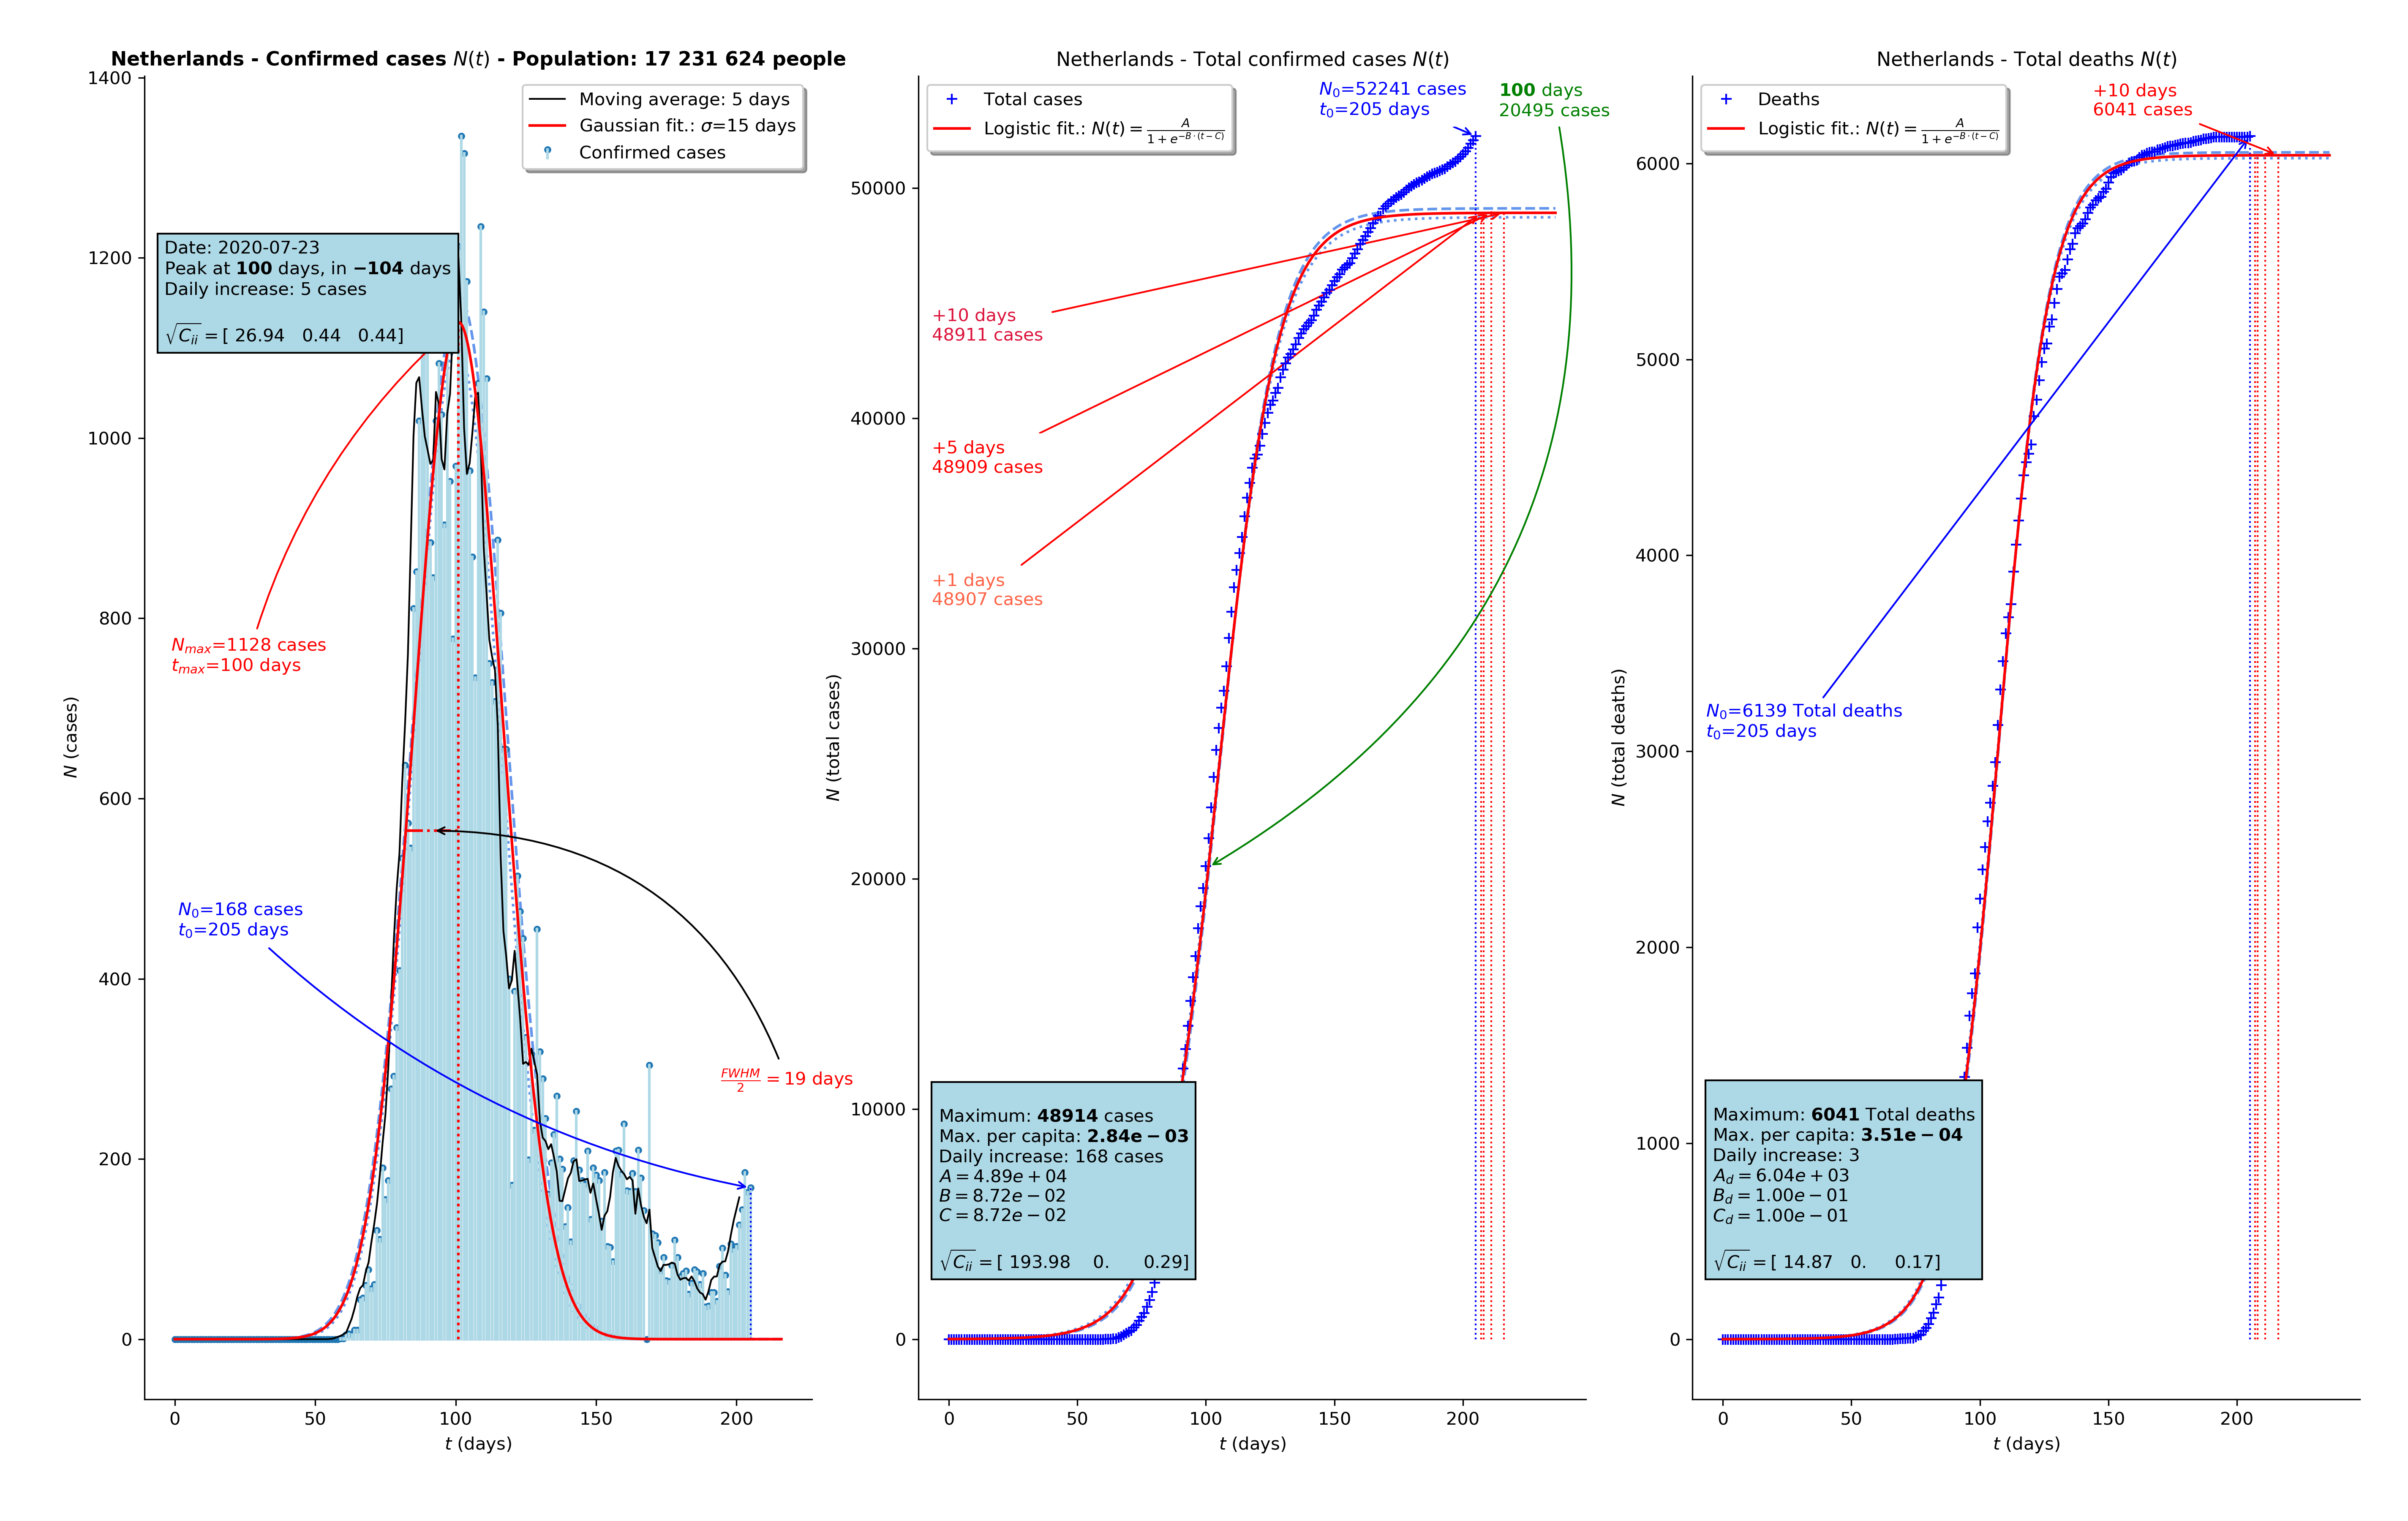 Netherlands - Confirmed cases N(t) - Population: 17 231 624 people
Moving average: 5 days
Gaussian fit.: σ=15 days
Confirmed cases
Date: 2020-07-23
Peak at 100 days, in −104 days
Daily increase: 5 cases
√C_ii = [ 26.94 0.44 0.44]
N_max=1128 cases
t_max=100 days
N_0=168 cases
t_0=205 days
FWHM/2 = 19 days
N (cases)
1400
1200
1000
800
600
400
200
0
0 50 100 150 200
t (days)
Netherlands - Total confirmed cases N(t)
Total cases
Logistic fit.: N(t) = A/(1 + e^{−B·(t−C)})
N_0=52241 cases
t_0=205 days
100 days
20495 cases
+10 days
48911 cases
+5 days
48909 cases
+1 days
48907 cases
Maximum: 48914 cases
Max. per capita: 2.84e − 03
Daily increase: 168 cases
A = 4.89e + 04
B = 8.72e − 02
C = 8.72e − 02
√C_ii = [ 193.98 0. 0.29]
N (total cases)
50000
40000
30000
20000
10000
0
0 50 100 150 200
t (days)
Netherlands - Total deaths N(t)
Deaths
Logistic fit.: N(t) = A/(1 + e^{−B·(t−C)})
+10 days
6041 cases
N_0=6139 Total deaths
t_0=205 days
Maximum: 6041 Total deaths
Max. per capita: 3.51e − 04
Daily increase: 3
A_d = 6.04e + 03
B_d = 1.00e − 01
C_d = 1.00e − 01
√C_ii = [ 14.87 0. 0.17]
N (total deaths)
6000
5000
4000
3000
2000
1000
0
0 50 100 150 200
t (days)